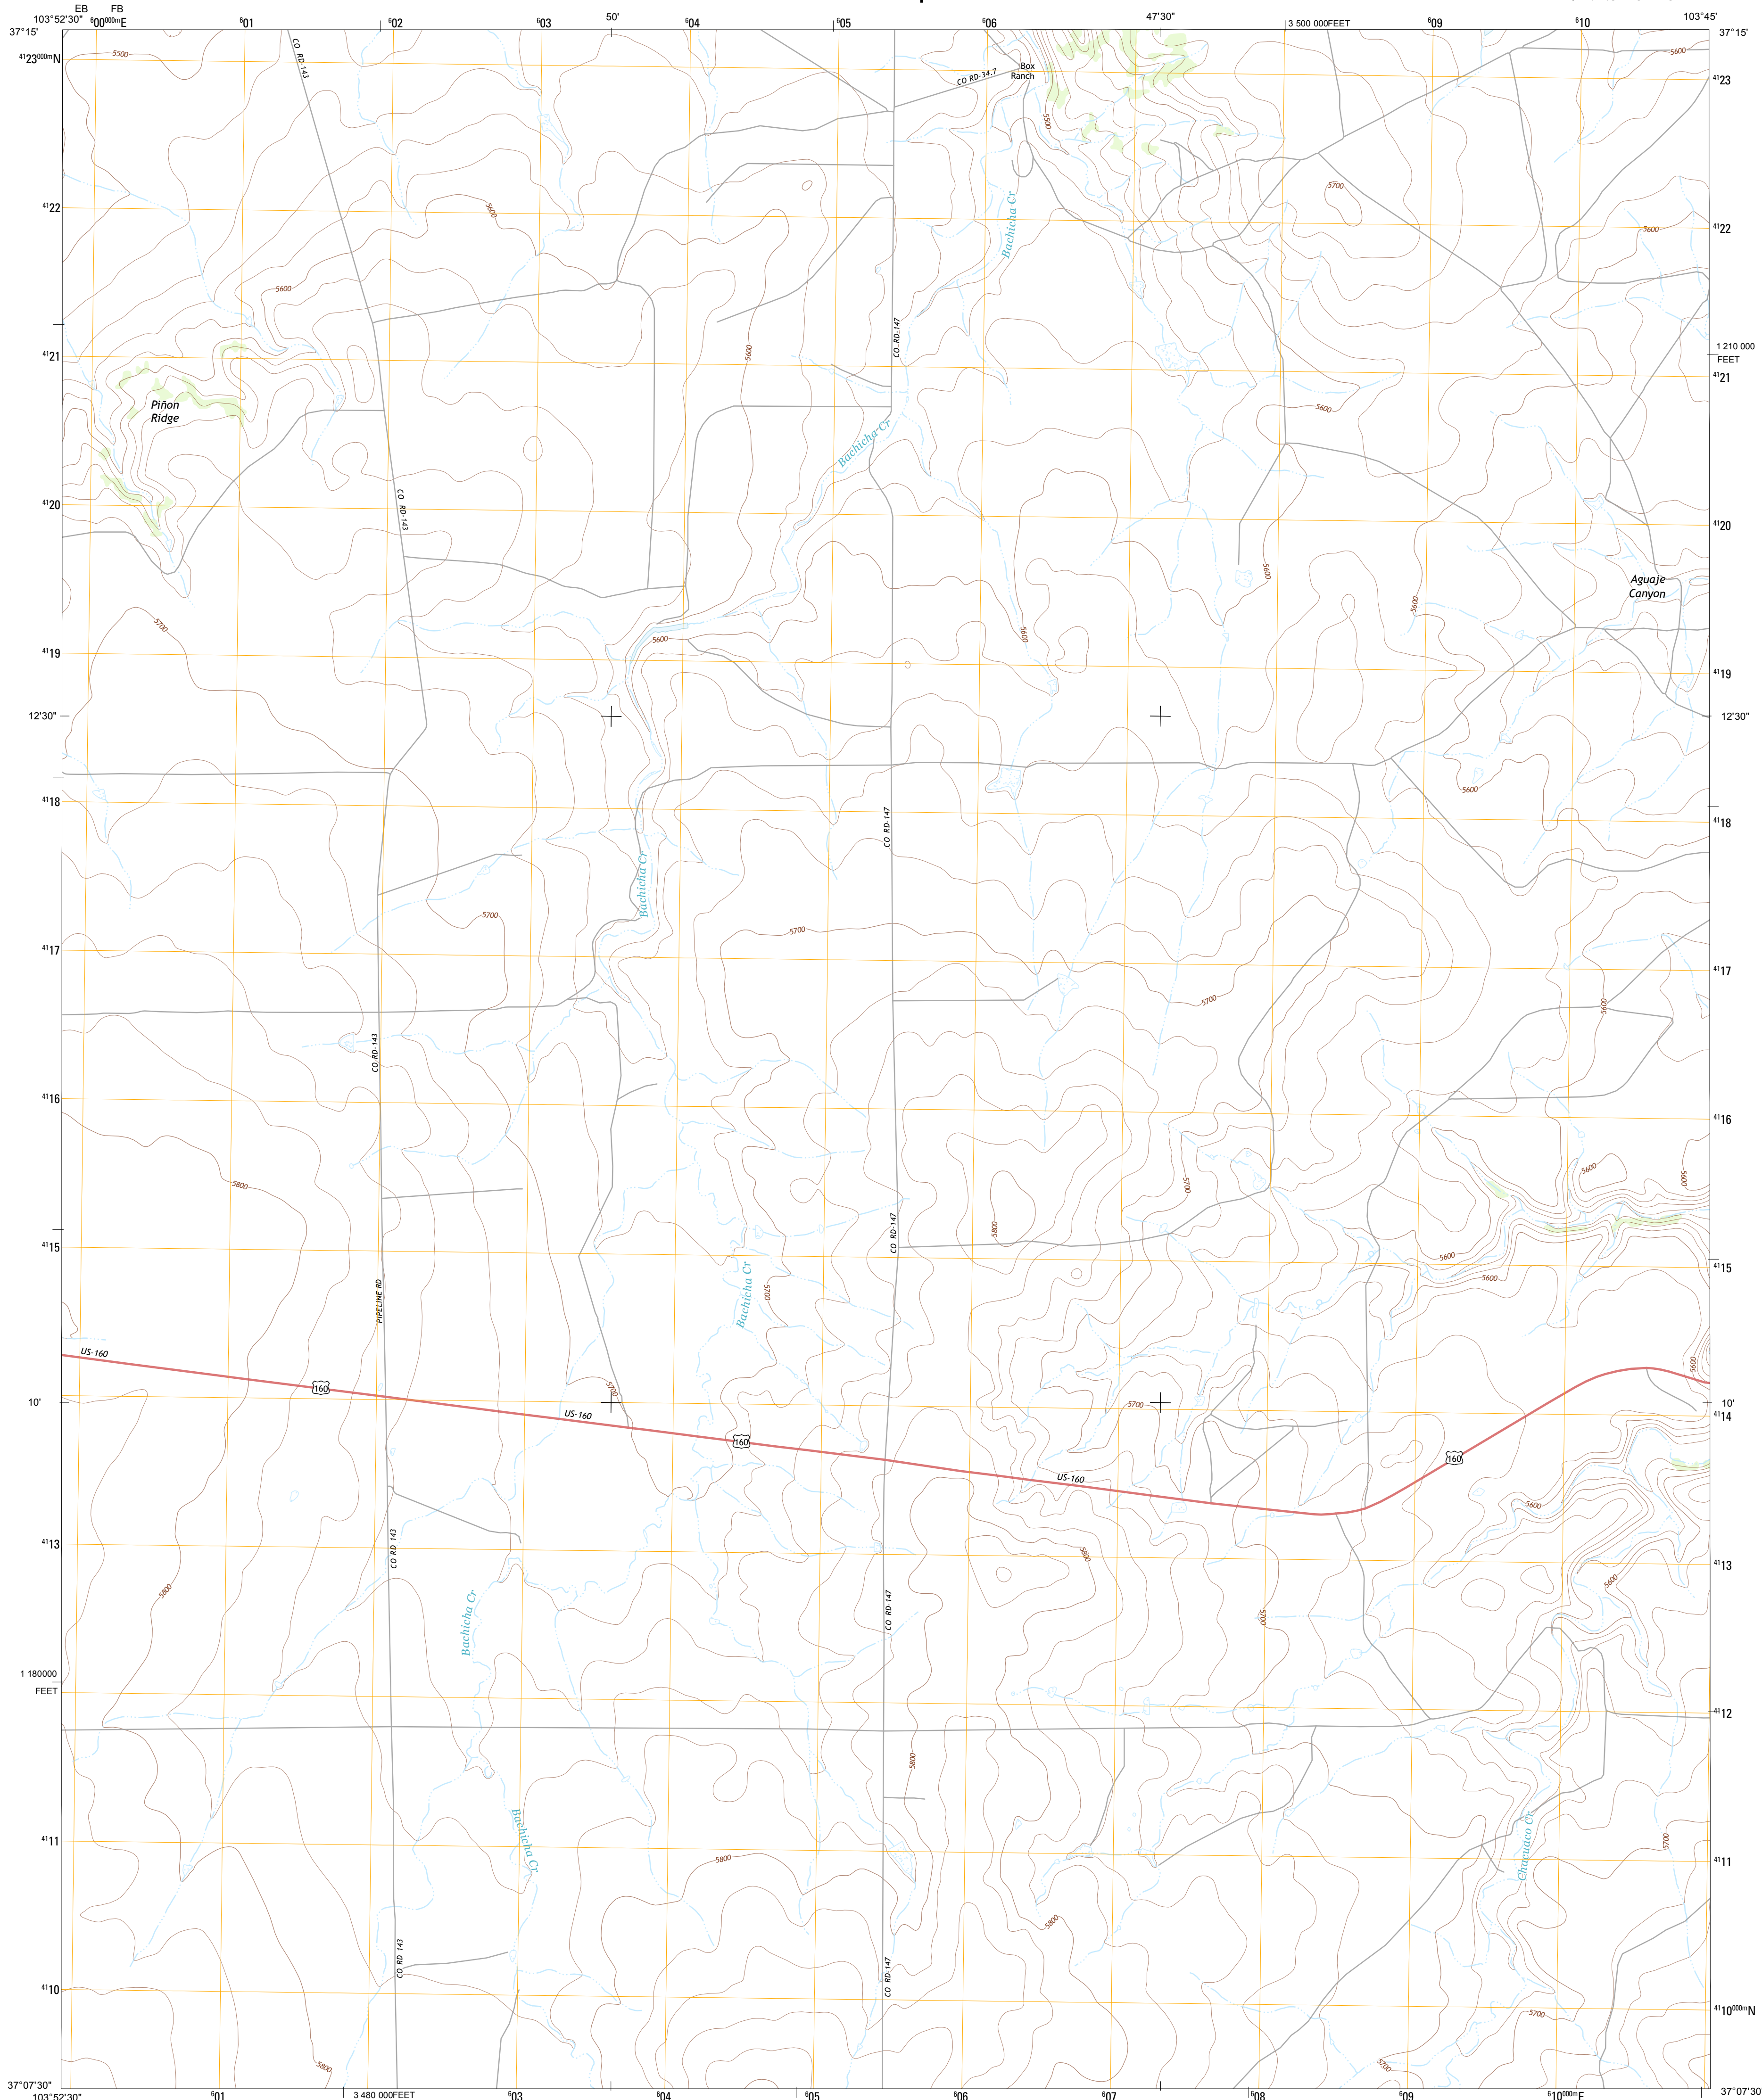 EB FB
103°52'30" ⁶00⁰⁰⁰ᵐE ⁶01 ⁶02 ⁶03 50' ⁶04 ⁶05 ⁶06 47'30" 3 500 000FEET ⁶09 ⁶10 103°45'
37°15' 37°15'
⁴¹23⁰⁰⁰ᵐN
5500
CO RD-143
CO RD-34.7
Box
Ranch
5600
⁴¹23
5500
5700
⁴¹22
5600
Bachicha Cr
5600
⁴¹22
5600
CO RD-147
5600
1 210 000
FEET
⁴¹21
⁴¹21
Piñon
Ridge
5600
Bachicha Cr
⁴¹20
CO RD-143
⁴¹20
5600
Aguaje
Canyon
5600
5700
5600
5600
⁴¹19
⁴¹19
12'30"
12'30"
5600
⁴¹18
CO RD-147
⁴¹18
Bachicha Cr
5700
5700
⁴¹17
⁴¹17
5700
5600
CO RD-143
⁴¹16
⁴¹16
5600
5600
5800
5700
5800
CO RD-147
⁴¹15
5600
⁴¹15
5600
Bachicha Cr
5700
PIPELINE RD
US-160
5600
160
5700
10'
10'
5700
US-160
⁴¹14
160
160
US-160
5600
⁴¹13
CO RD 143
5800
⁴¹13
5800
5600
Bachicha Cr
CO RD-147
5700
1 180000
FEET
⁴¹12
5800
Bachicha Cr
Chacuaco Cr
5700
⁴¹11
5800
⁴¹11
5800
CO RD 143
CO RD-147
⁴¹10
⁴¹10⁰⁰⁰ᵐN
5700
5800
5700
37°07'30" 37°07'30"
103°52'30" ⁶01 3 480 000FEET ⁶03 ⁶04 ⁶05 ⁶06 ⁶07 ⁶08 ⁶09 ⁶10⁰⁰⁰ᵐE